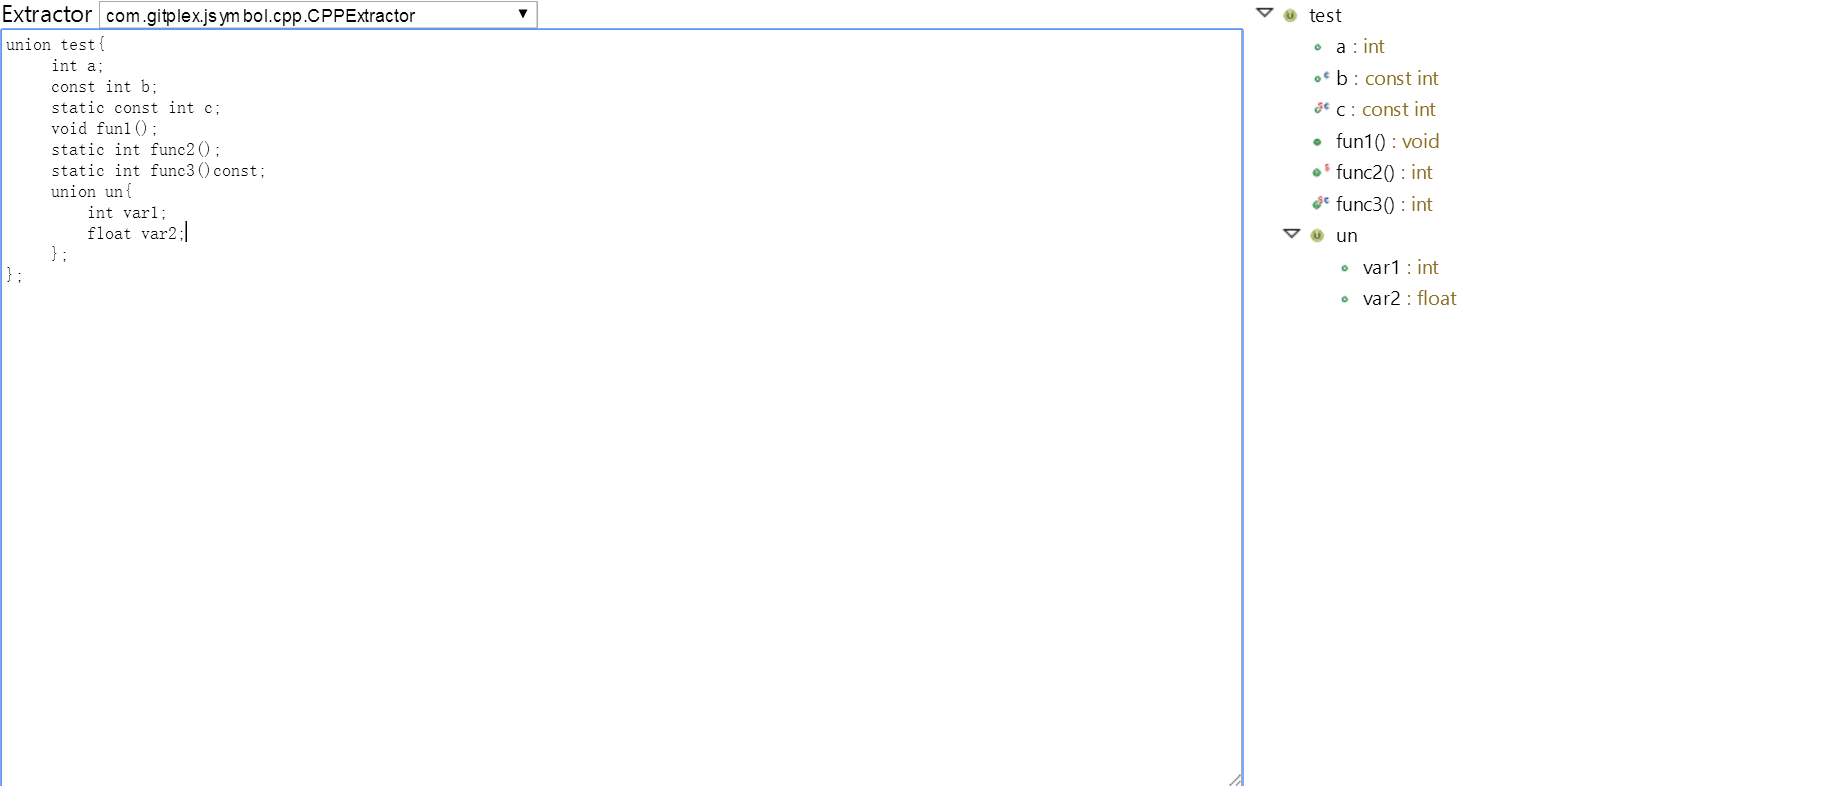 Extractor com.gitplex.jsymbol.cpp.CPPExtractor
union test{
int a;
const int b;
static const int c;
void fun1();
static int func2();
static int func3()const;
union un{
int var1;
float var2;
};
};
test
a : int
b : const int
c : const int
fun1() : void
func2() : int
func3() : int
un
var1 : int
var2 : float